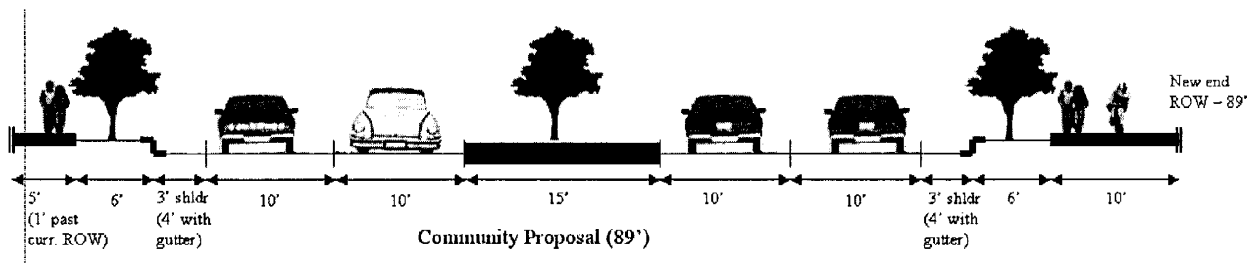 New end
ROW – 89'
5'
(1' past
curr. ROW)
6'
3' shldr
(4' with
gutter)
10'
10'
15'
10'
10'
3' shldr
(4' with
gutter)
6'
10'
Community Proposal (89')